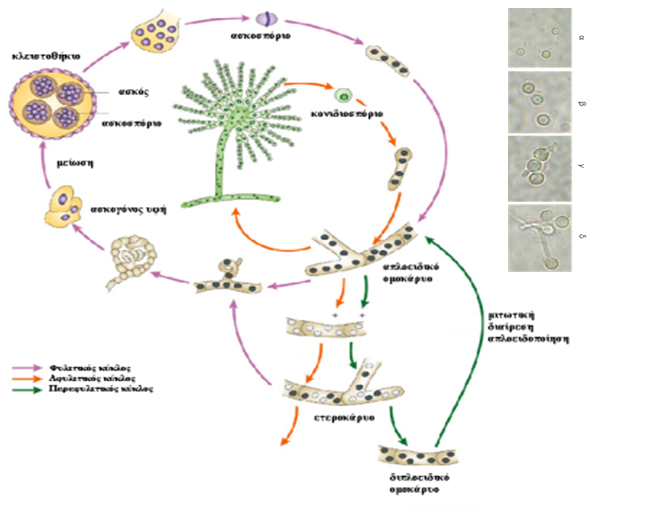 ασκοσπόριο
κλειστοθήκιο
ασκός
ασκοσπόριο
κονιδιοσπόριο
μείωση
ασκογόνος υφή
απλοειδικό
ομοκάρυο
μιτωτική
διαίρεση
απλοειδοποίηση
+
+
Φυλετικός κύκλος
Αφυλετικός κύκλος
Παραφυλετικός κύκλος
ετεροκάρυο
διπλοειδικό
ομοκάρυο
α
β
γ
δ